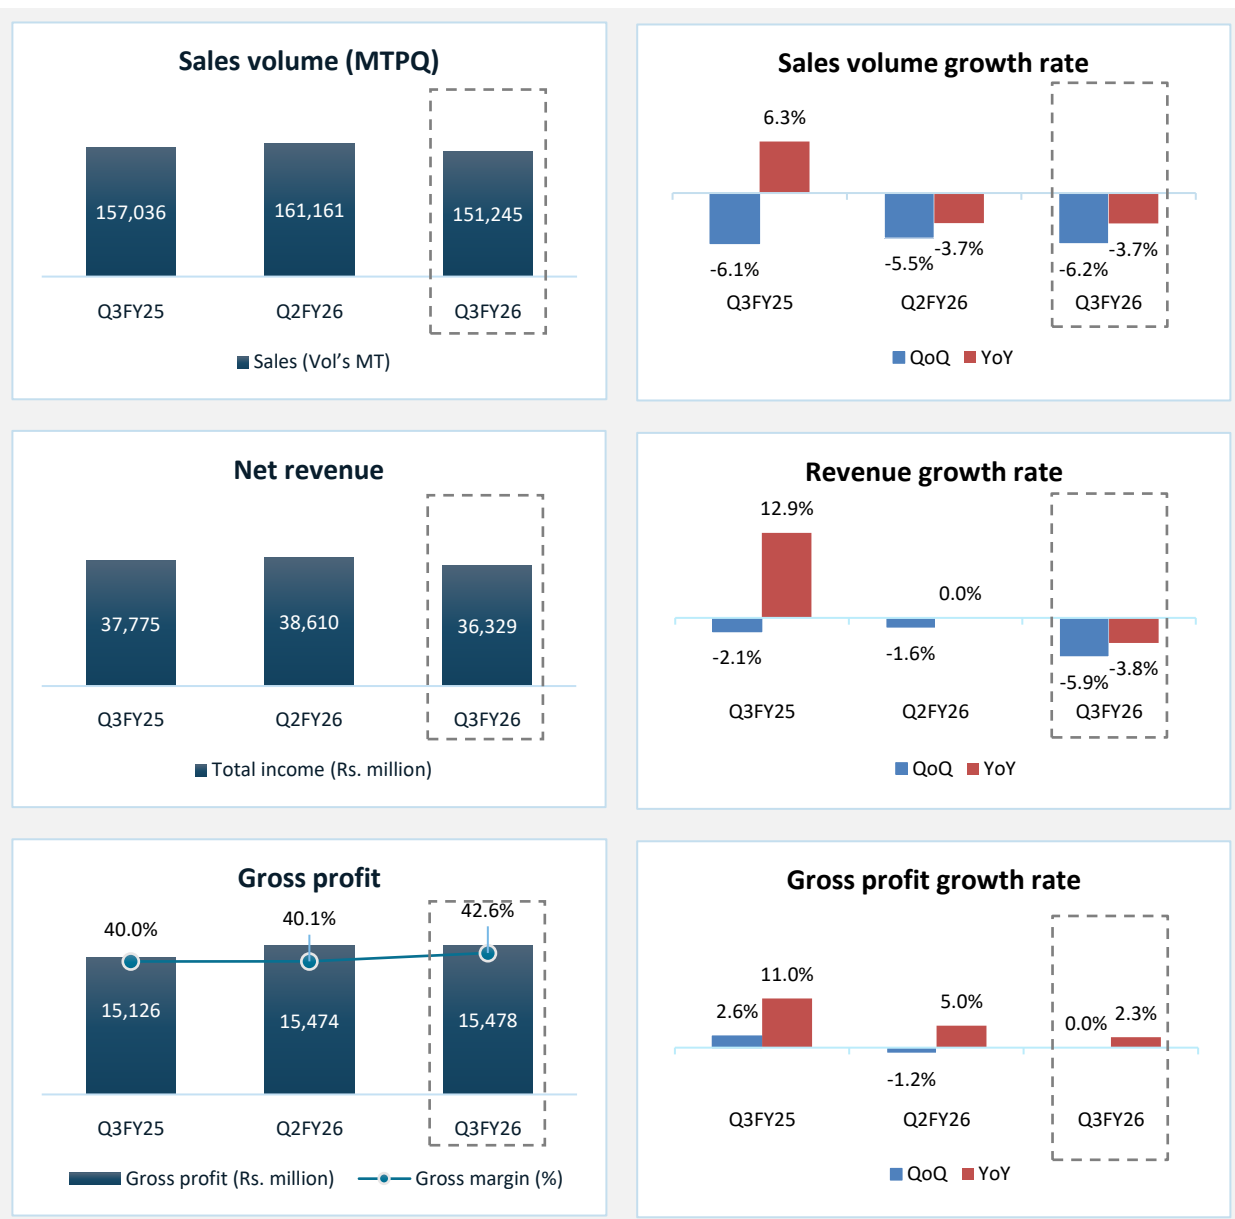 Sales volume (MTPQ)
157,036
161,161
151,245
Q3FY25
Q2FY26
Q3FY26
Sales (Vol's MT)
Sales volume growth rate
6.3%
-6.1%
-5.5%
-3.7%
-6.2%
-3.7%
Q3FY25
Q2FY26
Q3FY26
QoQ
YoY
Net revenue
37,775
38,610
36,329
Q3FY25
Q2FY26
Q3FY26
Total income (Rs. million)
Revenue growth rate
12.9%
0.0%
-2.1%
-1.6%
-5.9%
-3.8%
Q3FY25
Q2FY26
Q3FY26
QoQ
YoY
Gross profit
40.0%
40.1%
42.6%
15,126
15,474
15,478
Q3FY25
Q2FY26
Q3FY26
Gross profit (Rs. million)
Gross margin (%)
Gross profit growth rate
2.6%
11.0%
5.0%
0.0%
2.3%
-1.2%
Q3FY25
Q2FY26
Q3FY26
QoQ
YoY